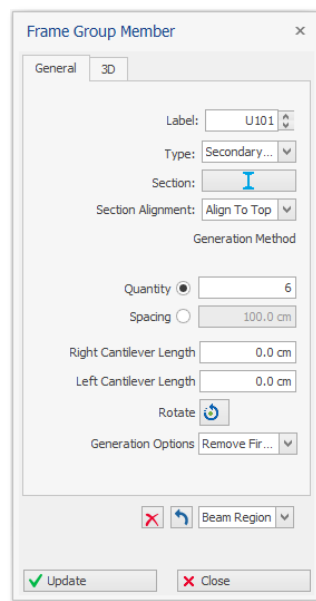 Frame Group Member
General 3D
Label: U101
Type: Secondary...
Section:
Section Alignment: Align To Top
Generation Method
Quantity 6
Spacing 100.0 cm
Right Cantilever Length 0.0 cm
Left Cantilever Length 0.0 cm
Rotate
Generation Options Remove Fir...
Beam Region
Update Close